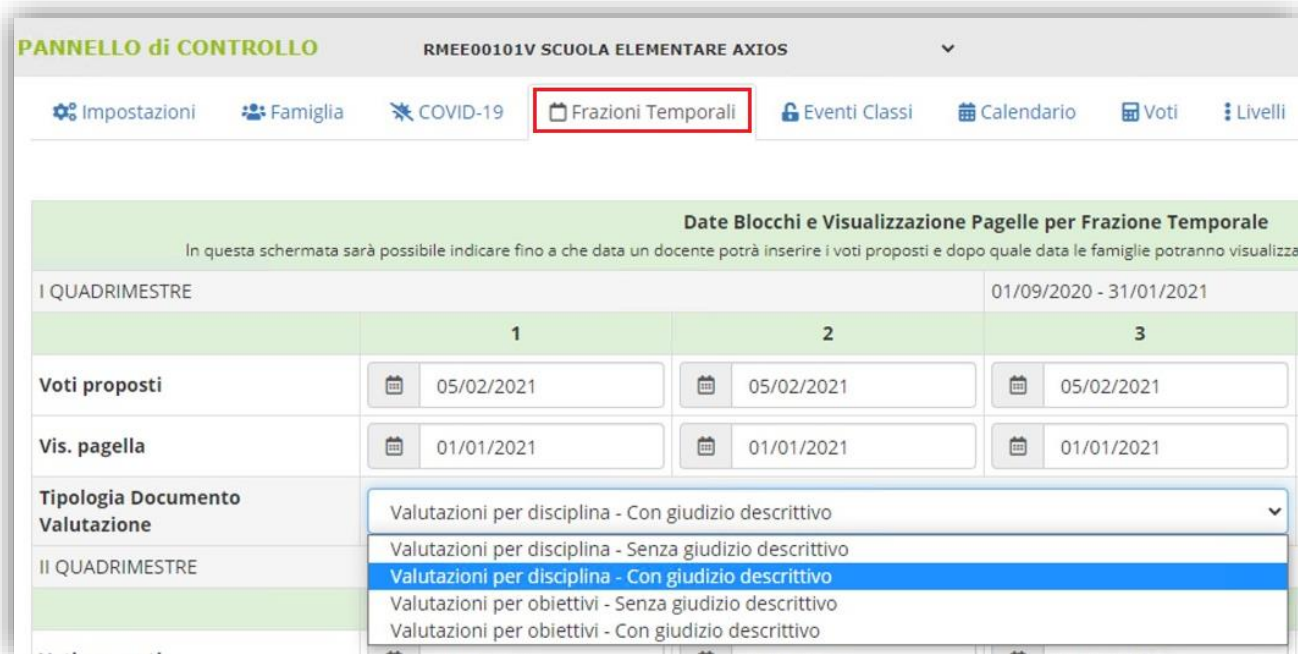 PANNELLO di CONTROLLO RMEE00101V SCUOLA ELEMENTARE AXIOS
Impostazioni Famiglia COVID-19 Frazioni Temporali Eventi Classi Calendario Voti Livelli
Date Blocchi e Visualizzazione Pagelle per Frazione Temporale
In questa schermata sarà possibile indicare fino a che data un docente potrà inserire i voti proposti e dopo quale data le famiglie potranno
I QUADRIMESTRE 01/09/2020 - 31/01/2021
1 2 3
Voti proposti 05/02/2021 05/02/2021 05/02/2021
Vis. pagella 01/01/2021 01/01/2021 01/01/2021
Tipologia Documento
Valutazione
Valutazioni per disciplina - Con giudizio descrittivo
Valutazioni per disciplina - Senza giudizio descrittivo
II QUADRIMESTRE
Valutazioni per disciplina - Con giudizio descrittivo
Valutazioni per obiettivi - Senza giudizio descrittivo
Valutazioni per obiettivi - Con giudizio descrittivo